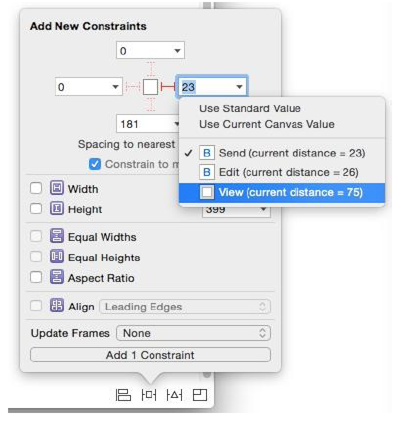 Add New Constraints
0
0
23
Use Standard Value
Use Current Canvas Value
181
Spacing to nearest
✓ B Send (current distance = 23)
Constrain to m
B Edit (current distance = 26)
View (current distance = 75)
Width
Height
399
Equal Widths
Equal Heights
Aspect Ratio
Align Leading Edges
Update Frames None
Add 1 Constraint